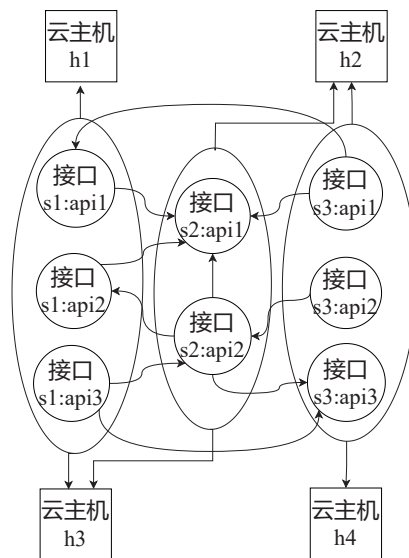 云主机
h1
云主机
h2
接口
s1:api1
接口
s2:api1
接口
s3:api1
接口
s1:api2
接口
s3:api2
接口
s2:api2
接口
s1:api3
接口
s3:api3
云主机
h3
云主机
h4